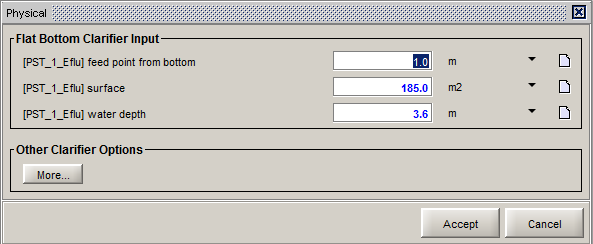 Physical
Flat Bottom Clarifier Input
[PST_1_Eflu] feed point from bottom 1.0 m
[PST_1_Eflu] surface 185.0 m2
[PST_1_Eflu] water depth 3.6 m
Other Clarifier Options
More...
Accept Cancel